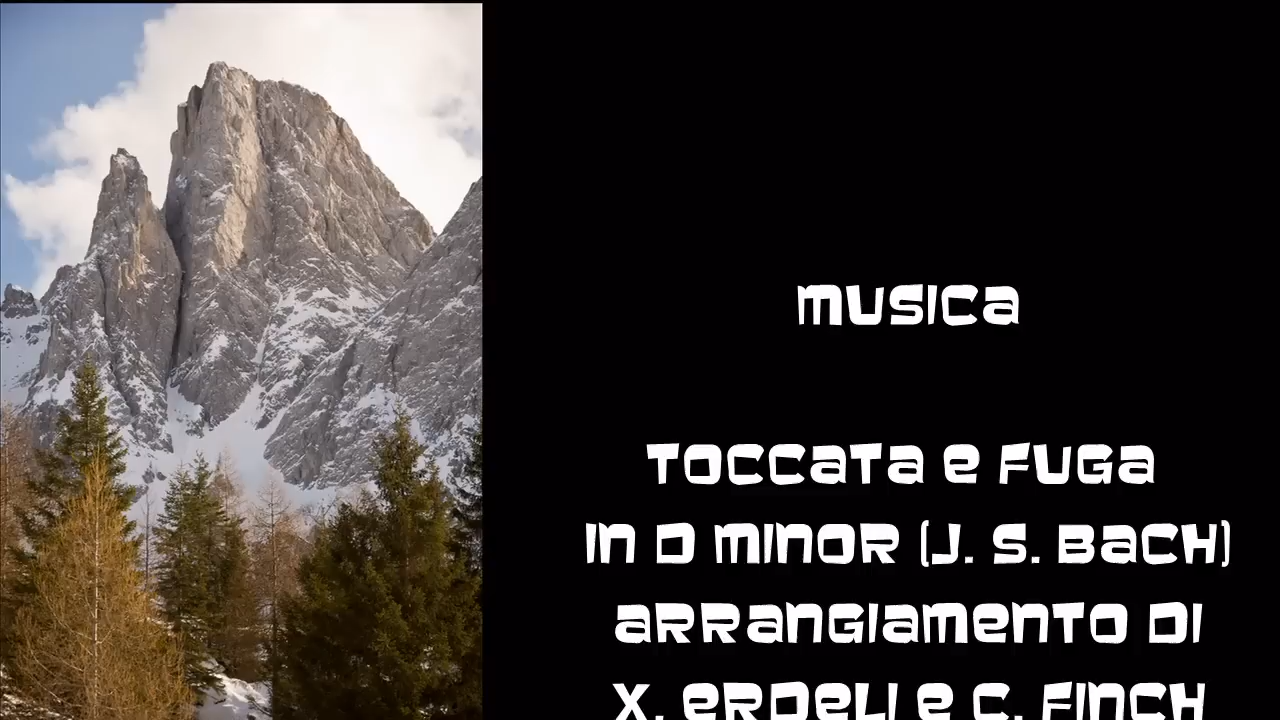 MUSICA
TOCCATA E FUGA
IN D MINOR (J. S. BACH)
ARRANGIAMENTO DI
X. ERDELI E C. FINCH